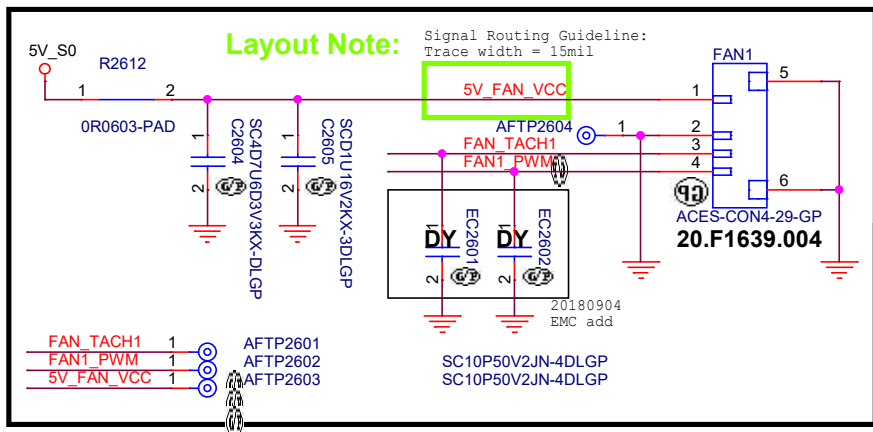 Layout Note:
Signal Routing Guideline:
Trace width = 15mil
5V_S0
R2612
1 2
0R0603-PAD
1
2
C2604
SC4D7U6D3V3KX-DLGP
G/P
1
2
C2605
SCD1U16V2KX-3DLGP
G/P
5V_FAN_VCC
AFTP2604
1
FAN_TACH1
FAN1_PWM
FAN1
1
2
3
4
5
6
ACES-CON4-29-GP
20.F1639.004
DY
1
2
EC2601
G/P
DY
1
2
EC2602
G/P
20180904
EMC add
SC10P50V2JN-4DLGP
SC10P50V2JN-4DLGP
FAN_TACH1 1 AFTP2601
FAN1_PWM 1 AFTP2602
5V_FAN_VCC 1 AFTP2603